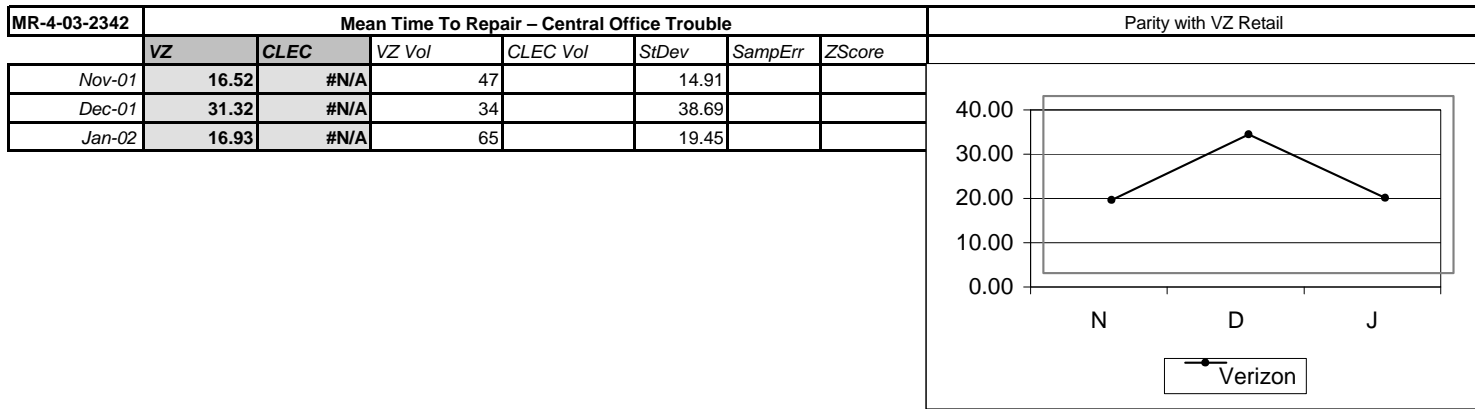 MR-4-03-2342 Mean Time To Repair – Central Office Trouble Parity with VZ Retail
VZ CLEC VZ Vol CLEC Vol StDev SampErr ZScore
Nov-01 16.52 #N/A 47 14.91
Dec-01 31.32 #N/A 34 38.69
Jan-02 16.93 #N/A 65 19.45
40.00
30.00
20.00
10.00
0.00
N D J
Verizon